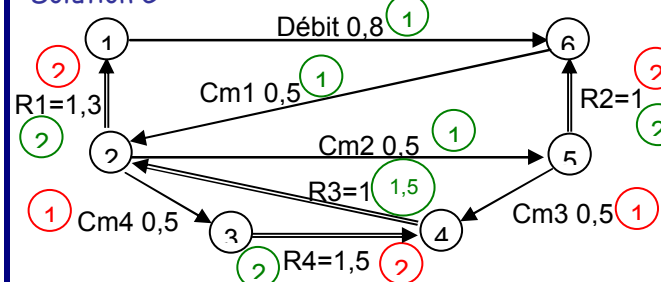 Débit 0,8 1
1 6
2 Cm1 0,5 1 2
R1=1,3 R2=1
2 2
2 Cm2 0,5 1 5
R3=1 1,5
1 Cm4 0,5 3 4 Cm3 0,5 1
2 R4=1,5 2